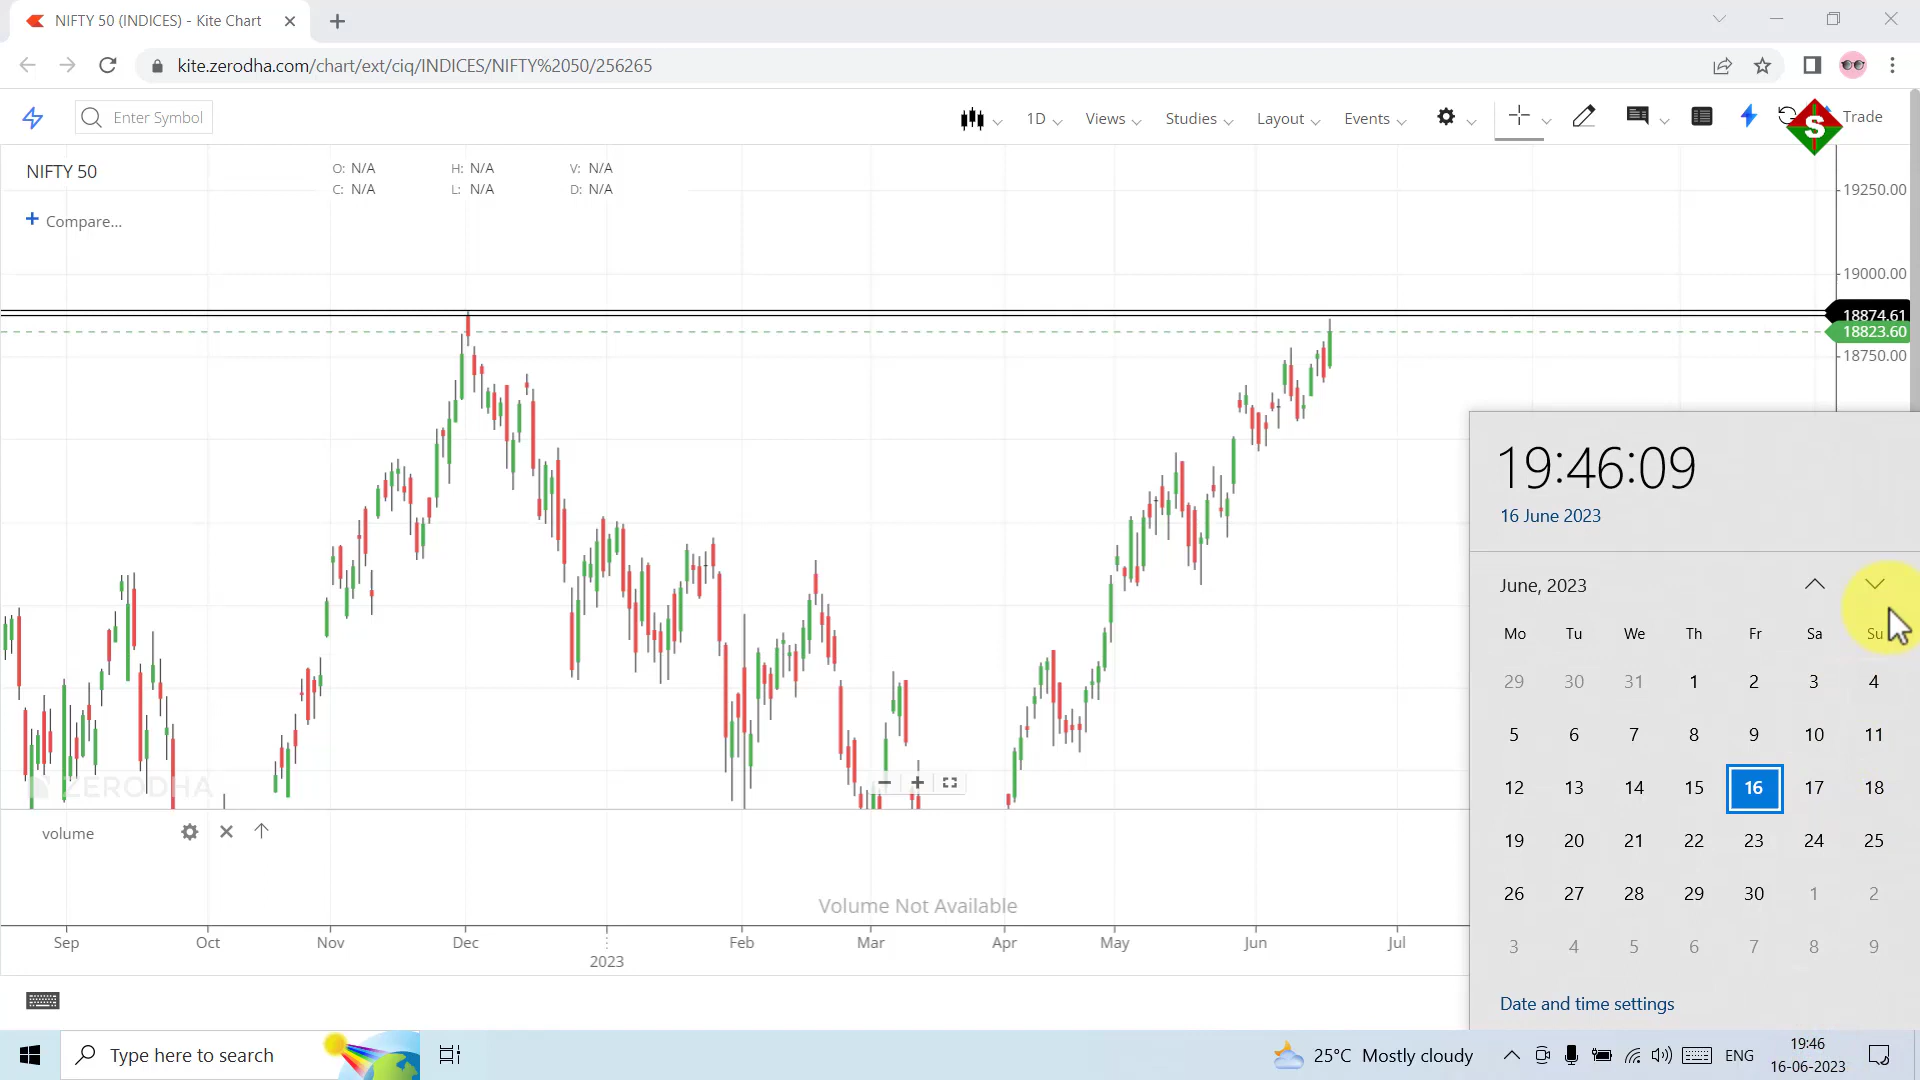 NIFTY 50 (INDICES) - Kite Chart
kite.zerodha.com/chart/ext/ciq/INDICES/NIFTY%2050/256265
Enter Symbol
1D
Views
Studies
Layout
Events
S
Trade
NIFTY 50
O: N/A H: N/A V: N/A
C: N/A L: N/A D: N/A
+ Compare...
19250.00
19000.00
18874.61
18823.60
18750.00
19:46:09
16 June 2023
June, 2023
Mo Tu We Th Fr Sa Su
29 30 31 1 2 3 4
5 6 7 8 9 10 11
12 13 14 15 16 17 18
19 20 21 22 23 24 25
26 27 28 29 30 1 2
3 4 5 6 7 8 9
Date and time settings
ZERODHA
volume
Volume Not Available
Sep Oct Nov Dec Feb Mar Apr May Jun Jul
2023
Type here to search
25°C Mostly cloudy
ENG
19:46
16-06-2023